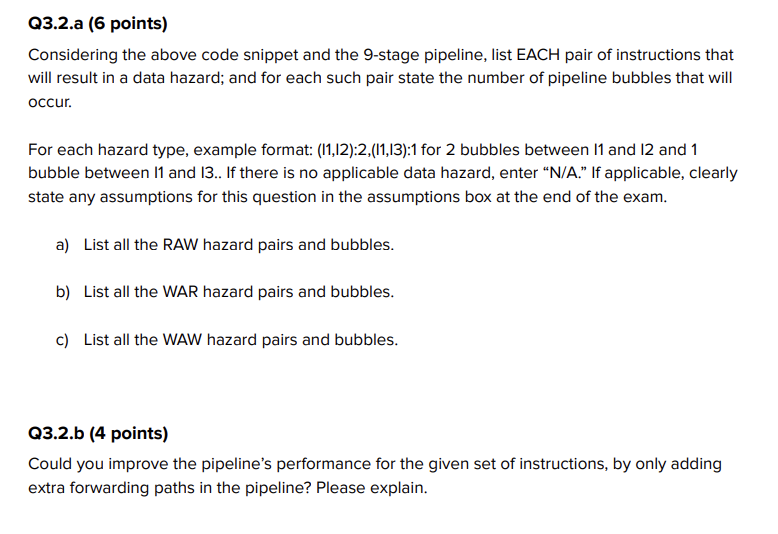 Q3.2.a (6 points)
Considering the above code snippet and the 9-stage pipeline, list EACH pair of instructions that
will result in a data hazard; and for each such pair state the number of pipeline bubbles that will
occur.
For each hazard type, example format: (I1,I2):2,(I1,I3):1 for 2 bubbles between I1 and I2 and 1
bubble between I1 and I3.. If there is no applicable data hazard, enter “N/A.” If applicable, clearly
state any assumptions for this question in the assumptions box at the end of the exam.
a) List all the RAW hazard pairs and bubbles.
b) List all the WAR hazard pairs and bubbles.
c) List all the WAW hazard pairs and bubbles.
Q3.2.b (4 points)
Could you improve the pipeline’s performance for the given set of instructions, by only adding
extra forwarding paths in the pipeline? Please explain.